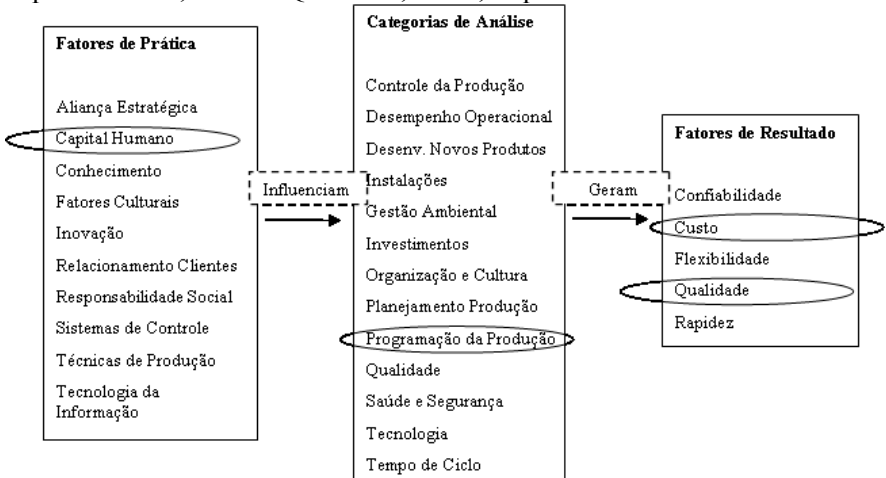 Fatores de Prática
Aliança Estratégica
Capital Humano
Conhecimento
Fatores Culturais
Inovação
Relacionamento Clientes
Responsabilidade Social
Sistemas de Controle
Técnicas de Produção
Tecnologia da
Informação
Influenciam
Categorias de Análise
Controle da Produção
Desempenho Operacional
Desenv. Novos Produtos
Instalações
Gestão Ambiental
Investimentos
Organização e Cultura
Planejamento Produção
Programação da Produção
Qualidade
Saúde e Segurança
Tecnologia
Tempo de Ciclo
Geram
Fatores de Resultado
Confiabilidade
Custo
Flexibilidade
Qualidade
Rapidez